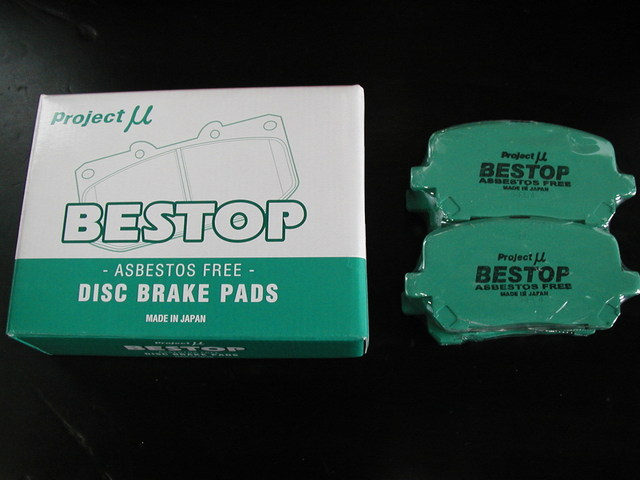 Project μ
BESTOP
- ASBESTOS FREE -
DISC BRAKE PADS
MADE IN JAPAN
Project μ
BESTOP
DISC BRAKE PADS
Project μ
BESTOP
ASBESTOS FREE
MADE IN JAPAN
Project μ
BESTOP
ASBESTOS FREE
MADE IN JAPAN